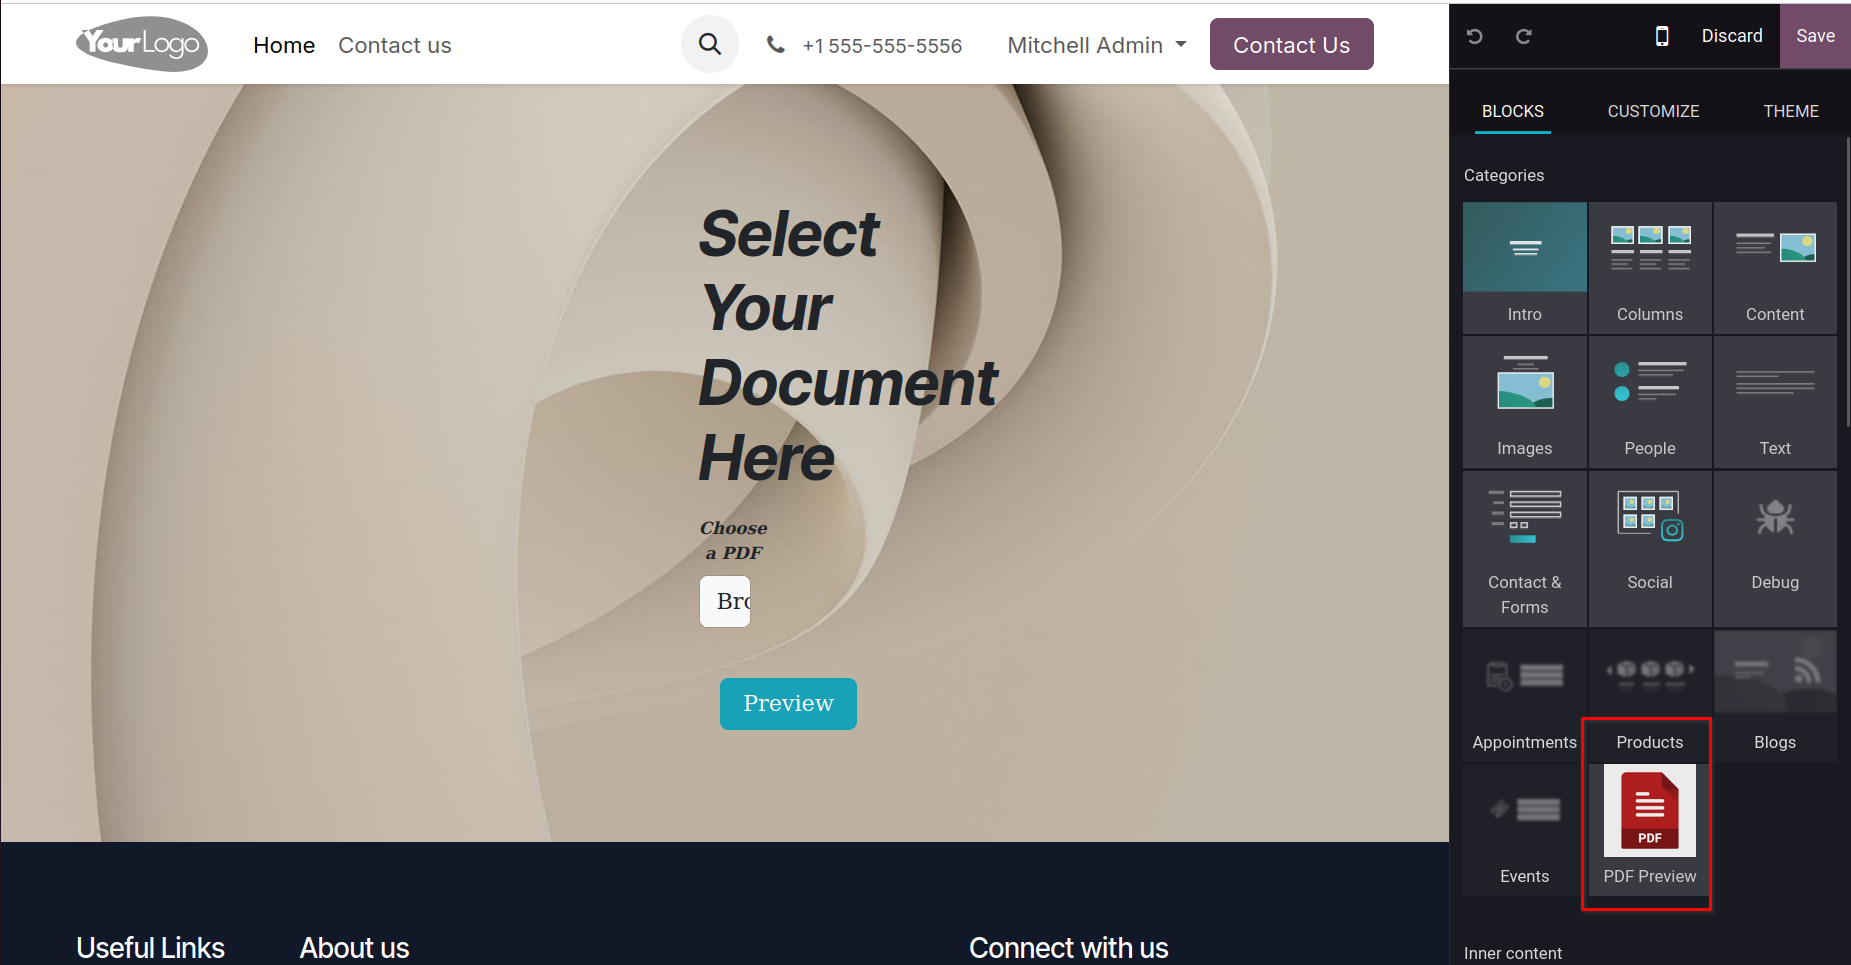 YourLogo
Home
Contact us
+1 555-555-5556
Mitchell Admin
Contact Us
Discard
Save
BLOCKS
CUSTOMIZE
THEME
Select
Your
Document
Here
Choose
a PDF
Bro
Preview
Categories
Intro
Columns
Content
Images
People
Text
Contact &
Forms
Social
Debug
Appointments
Products
Blogs
Events
PDF
PDF Preview
Inner content
Useful Links
About us
Connect with us